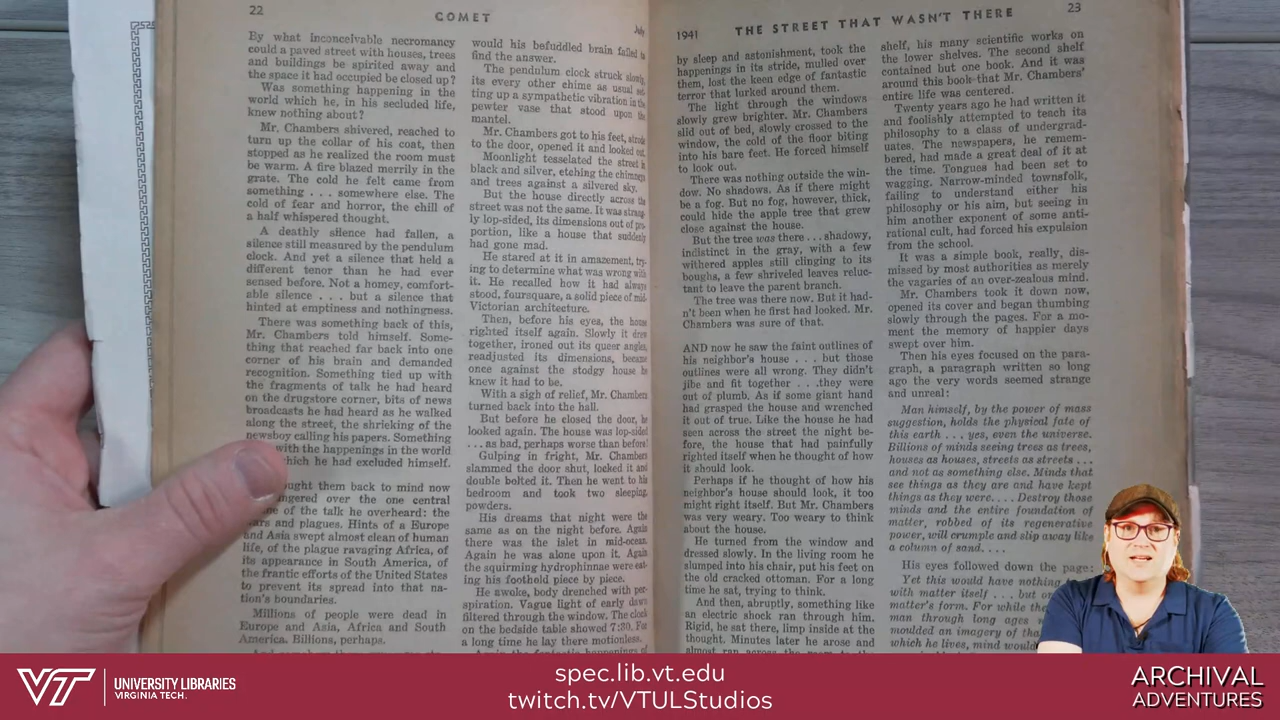 22
COMET
July
By what inconceivable necromancy
could a paved street with houses, trees
and buildings be spirited away and
the space it had occupied be closed up?
Was something happening in the
world which he, in his secluded life,
knew nothing about?
Mr. Chambers shivered, reached to
turn up the collar of his coat, then
stopped as he realized the room must
be warm. A fire blazed merrily in the
grate. The cold he felt came from
something . . . somewhere else. The
cold of fear and horror, the chill of
a half whispered thought.
A deathly silence had fallen, a
silence still measured by the pendulum
clock. And yet a silence that held a
different tenor than he had ever
sensed before. Not a homey, comfort-
able silence . . . but a silence that
hinted at emptiness and nothingness.
There was something back of this,
Mr. Chambers told himself. Some-
thing that reached far back into one
corner of his brain and demanded
recognition. Something tied up with
the fragments of talk he had heard
on the drugstore corner, bits of news
broadcasts he had heard as he walked
along the street, the shrieking of the
newsboy calling his papers. Something
with the happenings in the world
which he had excluded himself.
them back to mind now
over the one central
of the talk he overheard: the
and plagues. Hints of a Europe
and Asia swept almost clean of human
life, of the plague ravaging Africa, of
its appearance in South America, of
the frantic efforts of the United States
to prevent its spread into that na-
tion's boundaries.
Millions of people were dead in
Europe and Asia, Africa and South
America. Billions, perhaps.
would his befuddled brain failed to
find the answer.
The pendulum clock struck slowly,
its every other chime as usual set-
ting up a sympathetic vibration in the
pewter vase that stood upon the
mantel.
Mr. Chambers got to his feet, strode
to the door, opened it and looked out.
Moonlight tesselated the street in
black and silver, etching the chimneys
and trees against a silvered sky.
But the house directly across the
street was not the same. It was strange-
ly lop-sided, its dimensions out of pro-
portion, like a house that suddenly
had gone mad.
He stared at it in amazement, try-
ing to determine what was wrong with
it. He recalled how it had always
stood, foursquare, a solid piece of mid-
Victorian architecture.
Then, before his eyes, the house
righted itself again. Slowly it drew
together, ironed out its queer angles,
readjusted its dimensions, became
once against the stodgy house he
knew it had to be.
With a sigh of relief, Mr. Chambers
turned back into the hall.
But before he closed the door, he
looked again. The house was lop-sided
. . . as bad, perhaps worse than before!
Gulping in fright, Mr. Chambers
slammed the door shut, locked it and
double bolted it. Then he went to his
bedroom and took two sleeping
powders.
His dreams that night were the
same as on the night before. Again
there was the islet in mid-ocean.
Again he was alone upon it. Again
the squirming hydrophinnae were eat-
ing his foothold piece by piece.
He awoke, body drenched with per-
spiration. Vague light of early dawn
filtered through the window. The clock
on the bedside table showed 7:30. For
a long time he lay there motionless.
1941
THE STREET THAT WASN'T THERE
23
by sleep and astonishment, took the
happenings in its stride, mulled over
them, lost the keen edge of fantastic
terror that lurked around them.
The light through the windows
slowly grew brighter. Mr. Chambers
slid out of bed, slowly crossed to the
window, the cold of the floor biting
into his bare feet. He forced himself
to look out.
There was nothing outside the win-
dow. No shadows. As if there might
be a fog. But no fog, however, thick,
could hide the apple tree that grew
close against the house.
But the tree was there . . . shadowy,
indistinct in the gray, with a few
withered apples still clinging to its
boughs, a few shriveled leaves reluc-
tant to leave the parent branch.
The tree was there now. But it had-
n't been when he first had looked. Mr.
Chambers was sure of that.
AND now he saw the faint outlines of
his neighbor's house . . . but those
outlines were all wrong. They didn't
jibe and fit together . . .they were
out of plumb. As if some giant hand
had grasped the house and wrenched
it out of true. Like the house he had
seen across the street the night be-
fore, the house that had painfully
righted itself when he thought of how
it should look.
Perhaps if he thought of how his
neighbor's house should look, it too
might right itself. But Mr. Chambers
was very weary. Too weary to think
about the house.
He turned from the window and
dressed slowly. In the living room he
slumped into his chair, put his feet on
the old cracked ottoman. For a long
time he sat, trying to think.
And then, abruptly, something like
an electric shock ran through him.
Rigid, he sat there, limp inside at the
thought. Minutes later he arose and
almost ran across the room to the
shelf, his many scientific works on
the lower shelves. The second shelf
contained but one book. And it was
around this book that Mr. Chambers'
entire life was centered.
Twenty years ago he had written it
and foolishly attempted to teach its
philosophy to a class of undergrad-
uates. The newspapers, he remem-
bered, had made a great deal of it at
the time. Tongues had been set to
wagging. Narrow-minded townsfolk,
failing to understand either his
philosophy or his aim, but seeing in
him another exponent of some anti-
rational cult, had forced his expulsion
from the school.
It was a simple book, really, dis-
missed by most authorities as merely
the vagaries of an over-zealous mind.
Mr. Chambers took it down now,
opened its cover and began thumbing
slowly through the pages. For a mo-
ment the memory of happier days
swept over him.
Then his eyes focused on the para-
graph, a paragraph written so long
ago the very words seemed strange
and unreal:
Man himself, by the power of mass
suggestion, holds the physical fate of
this earth . . . yes, even the universe.
Billions of minds seeing trees as trees,
houses as houses, streets as streets . . .
and not as something else. Minds that
see things as they are and have kept
things as they were. . . . Destroy those
minds and the entire foundation of
matter, robbed of its regenerative
power, will crumple and slip away like
a column of sand. . . .
His eyes followed down the page:
Yet this would have nothing to
with matter itself . . . but
matter's form. For while the
man through long ages
moulded an imagery of
which he lives, mind would
VT UNIVERSITY LIBRARIES
VIRGINIA TECH.
spec.lib.vt.edu
twitch.tv/VTULStudios
ARCHIVAL
ADVENTURES